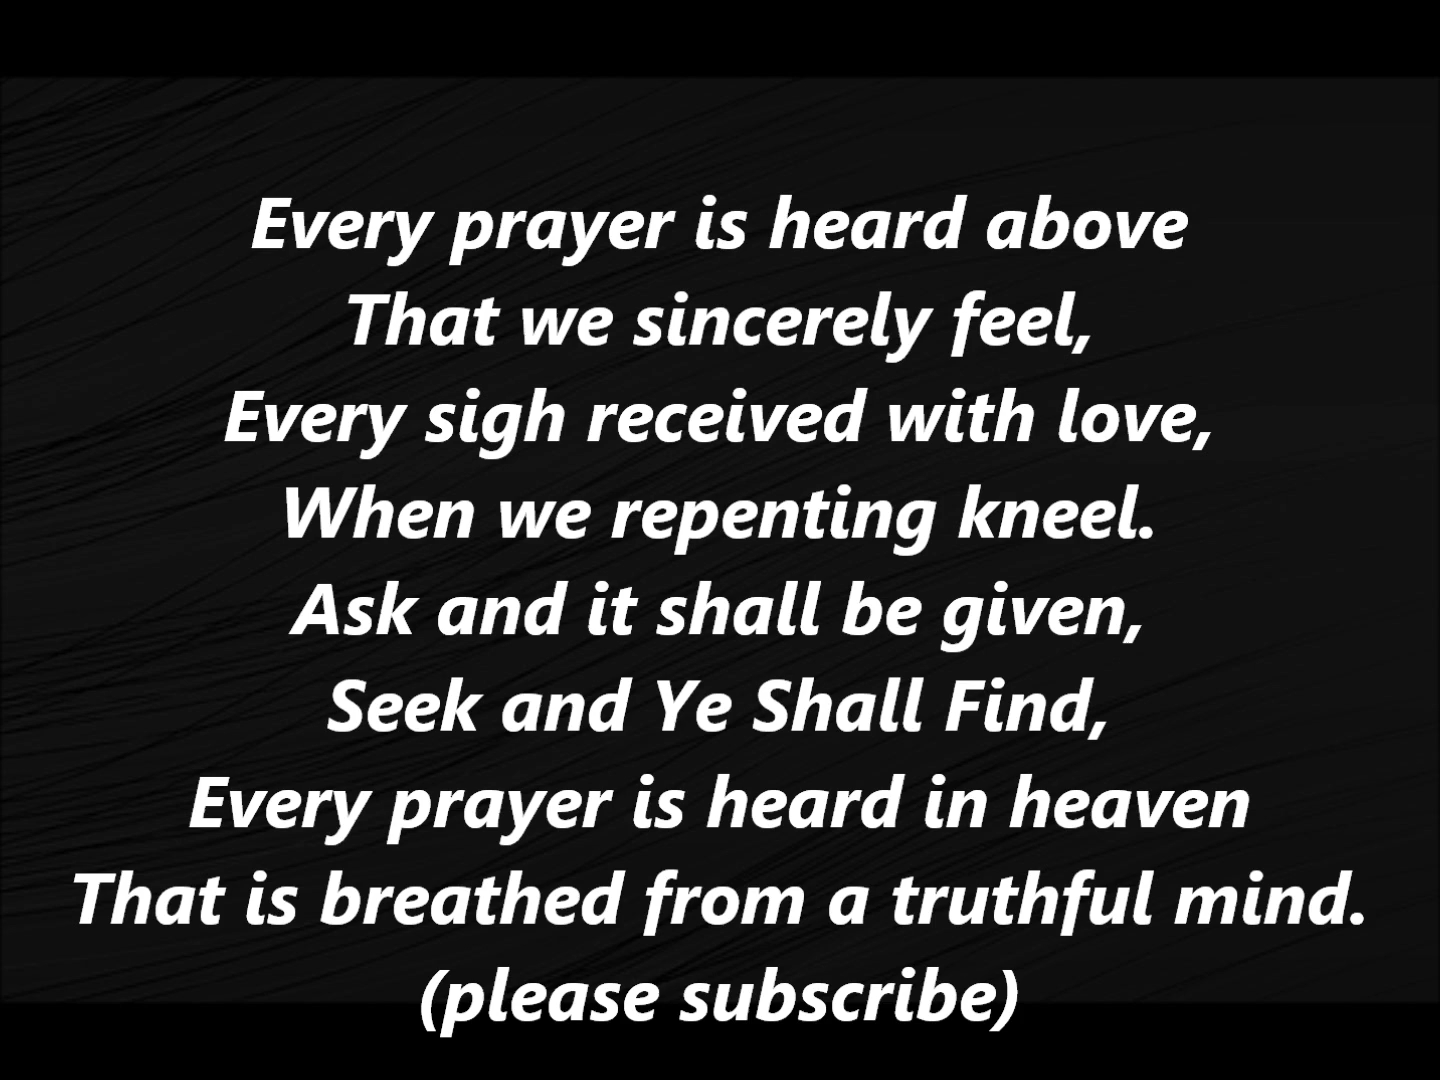 Every prayer is heard above
That we sincerely feel,
Every sigh received with love,
When we repenting kneel.
Ask and it shall be given,
Seek and Ye Shall Find,
Every prayer is heard in heaven
That is breathed from a truthful mind.
(please subscribe)